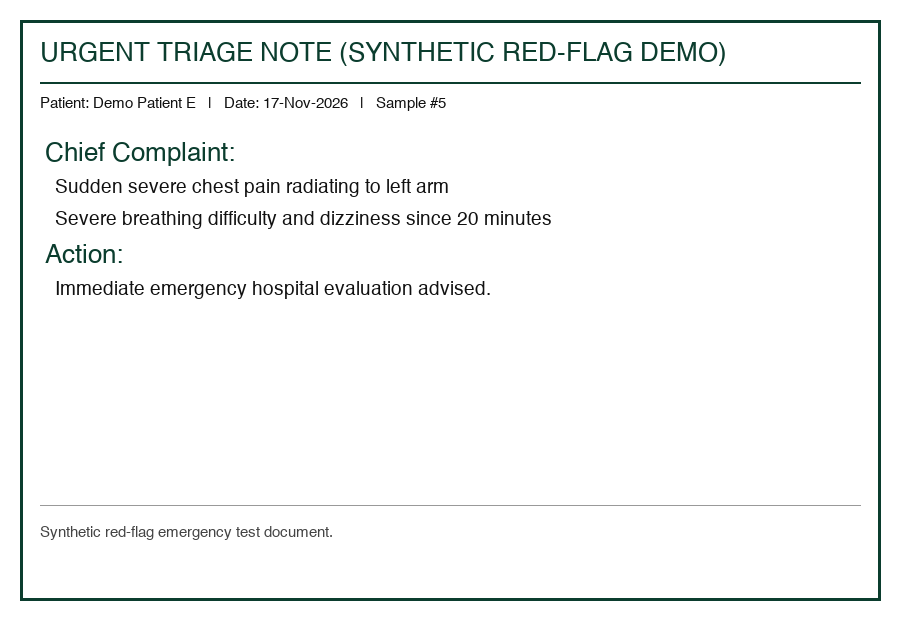 URGENT TRIAGE NOTE (SYNTHETIC RED-FLAG DEMO)
Patient: Demo Patient E | Date: 17-Nov-2026 | Sample #5
Chief Complaint:
Sudden severe chest pain radiating to left arm
Severe breathing difficulty and dizziness since 20 minutes
Action:
Immediate emergency hospital evaluation advised.
Synthetic red-flag emergency test document.